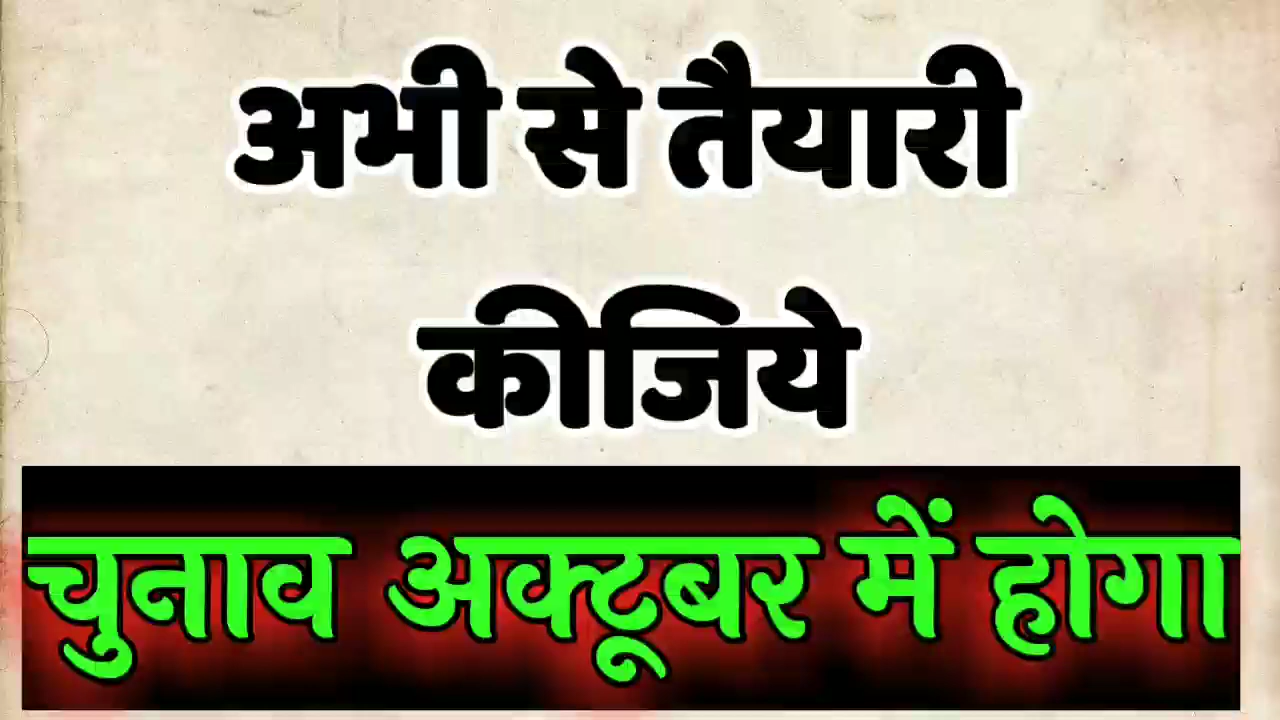 अभी से तैयारी
कीजिये
चुनाव अक्टूबर में होगा